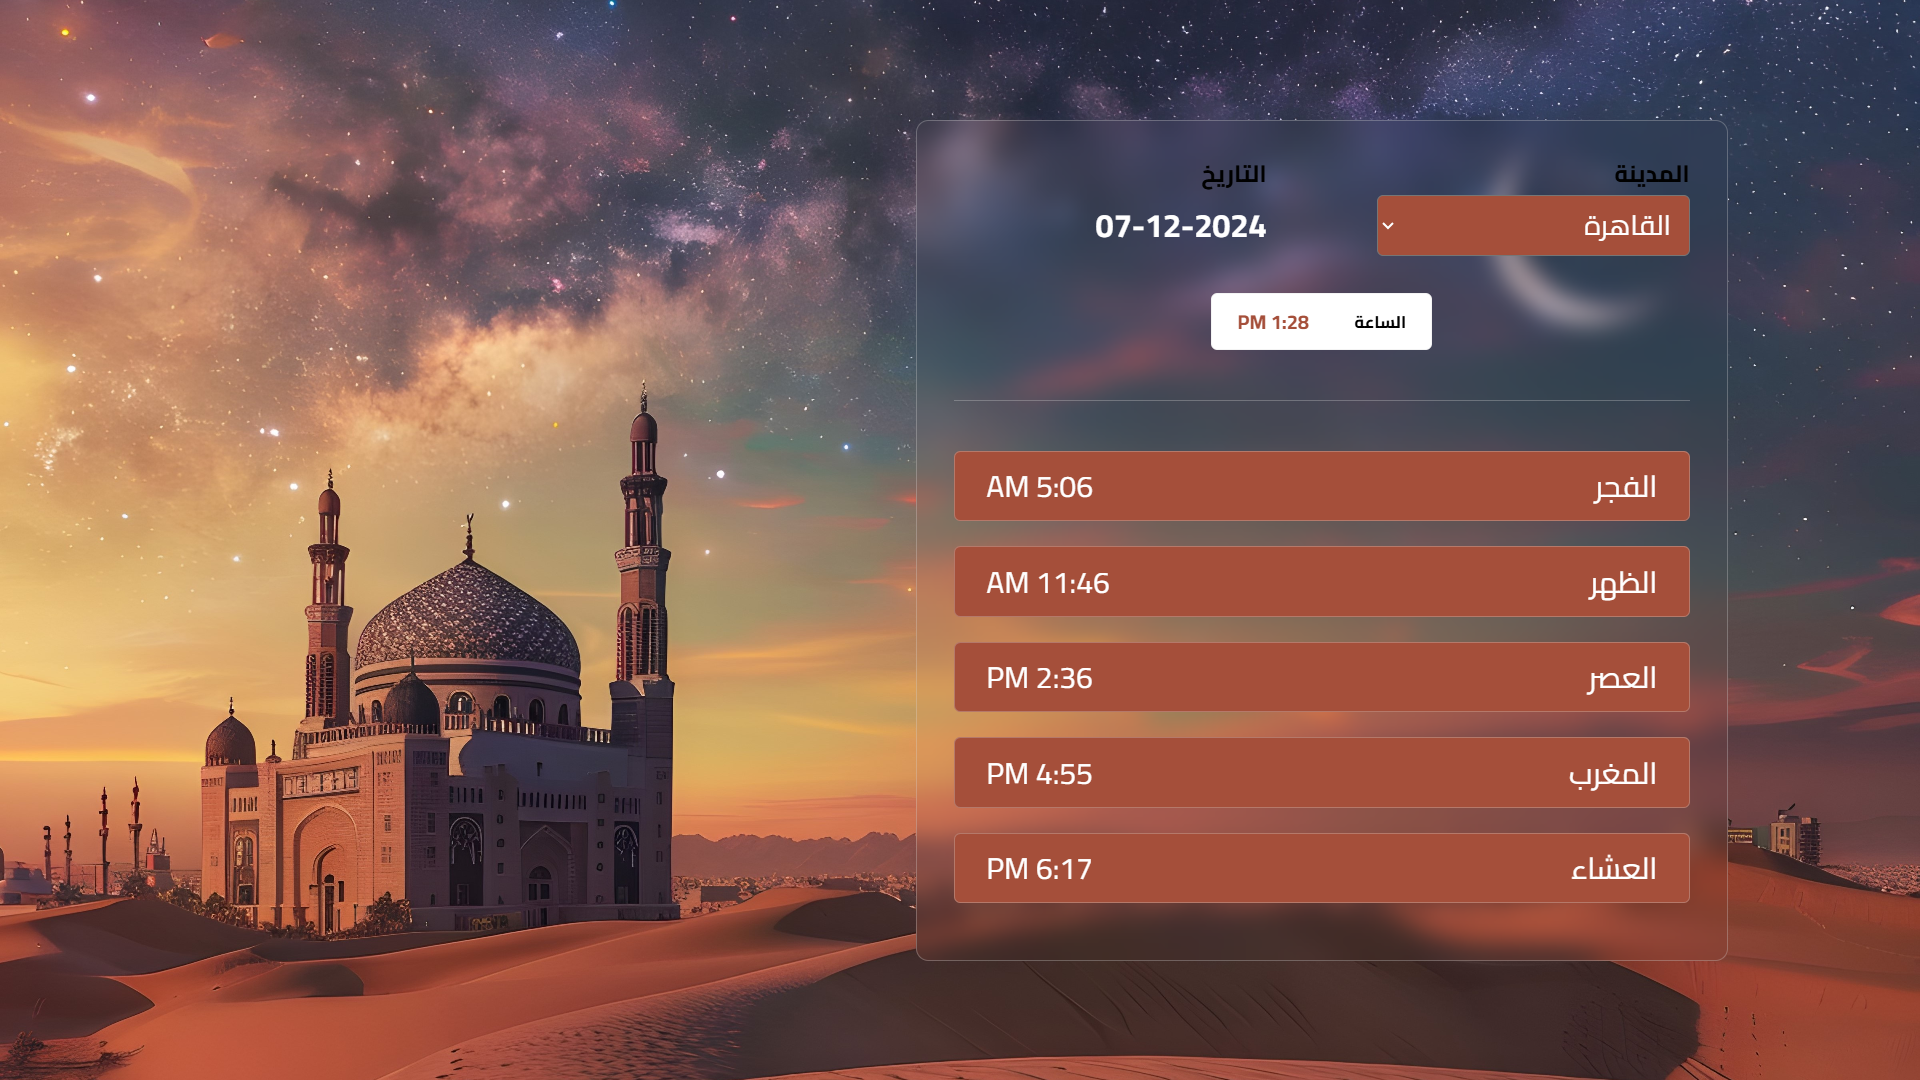 المدينة
التاريخ
القاهرة
07-12-2024
الساعة PM 1:28
الفجر AM 5:06
الظهر AM 11:46
العصر PM 2:36
المغرب PM 4:55
العشاء PM 6:17